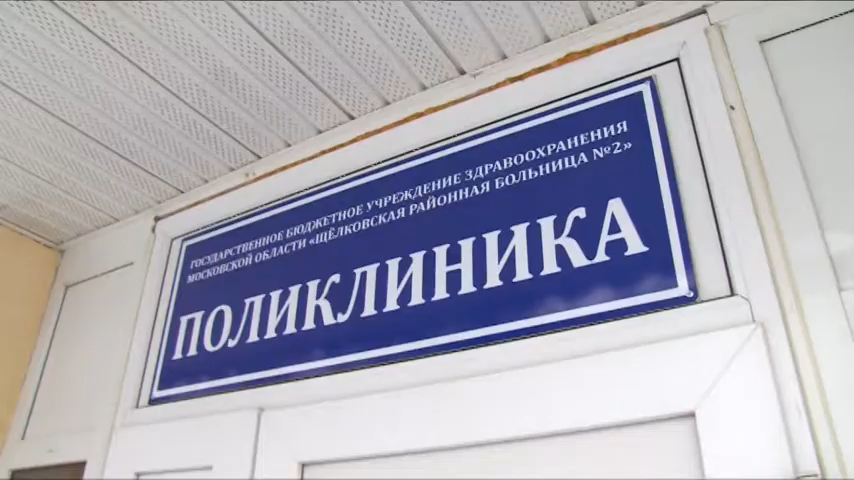 ГОСУДАРСТВЕННОЕ БЮДЖЕТНОЕ УЧРЕЖДЕНИЕ ЗДРАВООХРАНЕНИЯ
МОСКОВСКОЙ ОБЛАСТИ «ЩЁЛКОВСКАЯ РАЙОННАЯ БОЛЬНИЦА №2»
ПОЛИКЛИНИКА